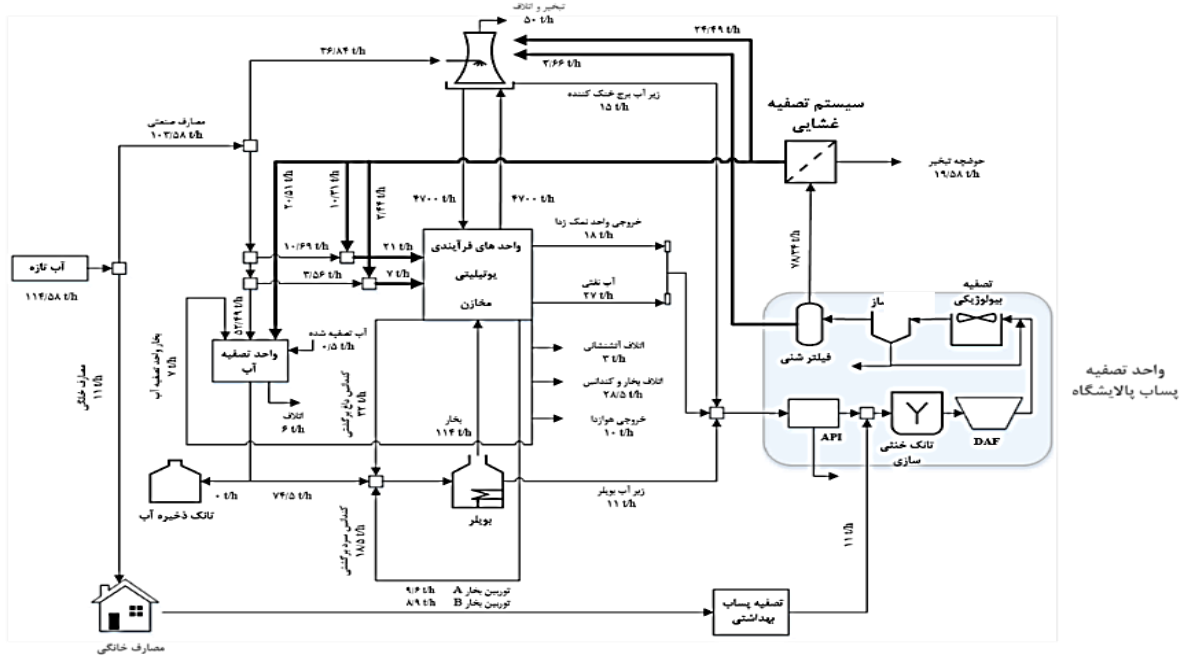 تبخیر و اتلاف
۵۰ t/h
۲۴/۴۹ t/h
۳/۶۶ t/h
۳۶/۸۴ t/h
زیر آب برج خنک کننده
۱۵ t/h
سیستم تصفیه
غشایی
مصارف صنعتی
۱۰۳/۵۸ t/h
حوضچه تبخیر
۱۹/۵۸ t/h
۲۰/۵۱ t/h
۱۰/۳۱ t/h
۳/۴۴ t/h
۴۷۰۰ t/h
۴۷۰۰ t/h
خروجی واحد نمک زدا
۱۸ t/h
۷۸/۳۴ t/h
واحد های فرآیندی
یوتیلیتی
مخازن
۱۰/۶۹ t/h
۲۱ t/h
۳/۵۶ t/h
۷ t/h
آب تازه
۱۱۴/۵۸ t/h
آب نفتی
۲۷ t/h
تصفیه
بیولوژیکی
ساز
فیلتر شنی
۵۲/۴۹ t/h
آب تصفیه شده
۰/۵ t/h
واحد تصفیه
آب
بخار واحد تصفیه آب
۷ t/h
مصارف خانگی
۱۱ t/h
اتلاف
۶ t/h
اتلاف آتشنشانی
۳ t/h
اتلاف بخار و کندانس
۲۸/۵ t/h
خروجی هوازدا
۱۰ t/h
کندانس داغ برگشتی
۳۲ t/h
بخار
۱۱۴ t/h
واحد تصفیه
پساب پالایشگاه
API
تانک خنثی
سازی
DAF
۰ t/h
تانک ذخیره آب
۷۴/۵ t/h
بویلر
زیر آب بویلر
۱۱ t/h
۱۱ t/h
کندانس سرد برگشتی
۱۸/۵ t/h
توربین بخار A ۹/۶ t/h
توربین بخار B ۸/۹ t/h
تصفیه پساب
بهداشتی
مصارف خانگی